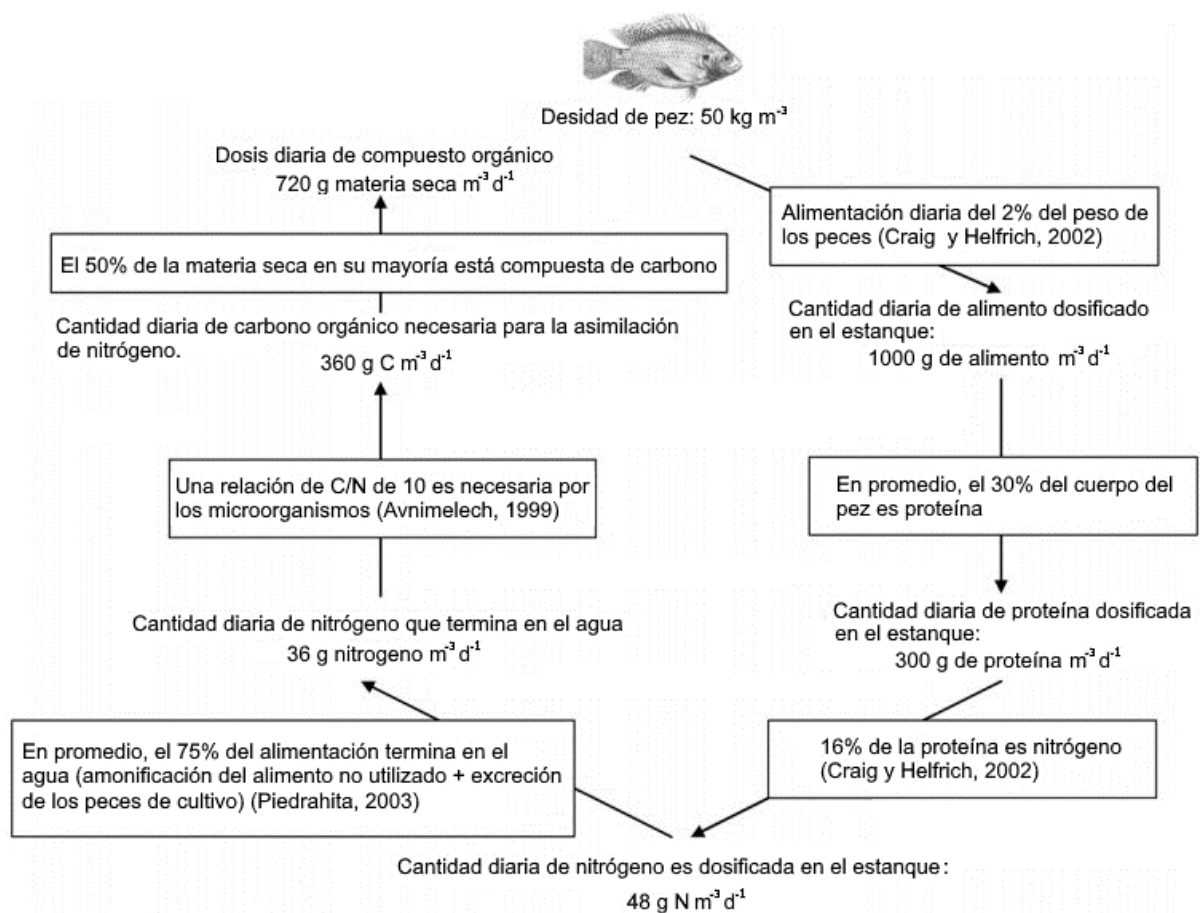 Desidad de pez: 50 kg m⁻³
Alimentación diaria del 2% del peso de
los peces (Craig y Helfrich, 2002)
Cantidad diaria de alimento dosificado
en el estanque:
1000 g de alimento m⁻³ d⁻¹
En promedio, el 30% del cuerpo del
pez es proteína
Cantidad diaria de proteína dosificada
en el estanque:
300 g de proteína m⁻³ d⁻¹
16% de la proteína es nitrógeno
(Craig y Helfrich, 2002)
Cantidad diaria de nitrógeno es dosificada en el estanque:
48 g N m⁻³ d⁻¹
En promedio, el 75% del alimentación termina en el
agua (amonificación del alimento no utilizado + excreción
de los peces de cultivo) (Piedrahita, 2003)
Cantidad diaria de nitrógeno que termina en el agua
36 g nitrogeno m⁻³ d⁻¹
Una relación de C/N de 10 es necesaria por
los microorganismos (Avnimelech, 1999)
Cantidad diaria de carbono orgánico necesaria para la asimilación
de nitrógeno.
360 g C m⁻³ d⁻¹
El 50% de la materia seca en su mayoría está compuesta de carbono
Dosis diaria de compuesto orgánico
720 g materia seca m⁻³ d⁻¹